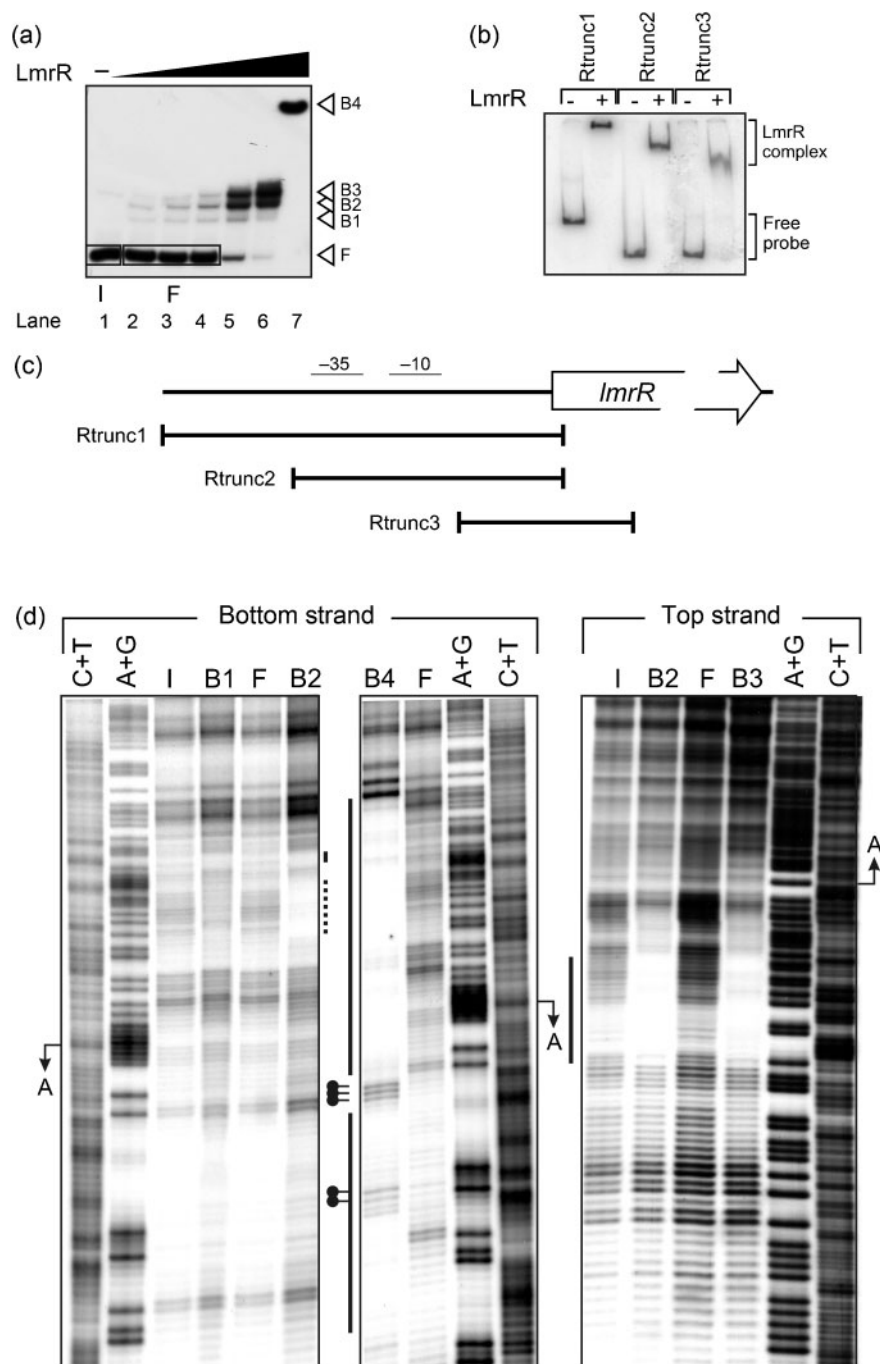 (a)
LmrR –
B4
B3
B2
B1
F
I F
Lane 1 2 3 4 5 6 7
(b)
Rtrunc1 Rtrunc2 Rtrunc3
LmrR - + - + - +
LmrR complex
Free probe
(c)
–35 –10
lmrR
Rtrunc1
Rtrunc2
Rtrunc3
(d)
Bottom strand Top strand
C+T A+G I B1 F B2 B4 F A+G C+T I B2 F B3 A+G C+T
A
A
A